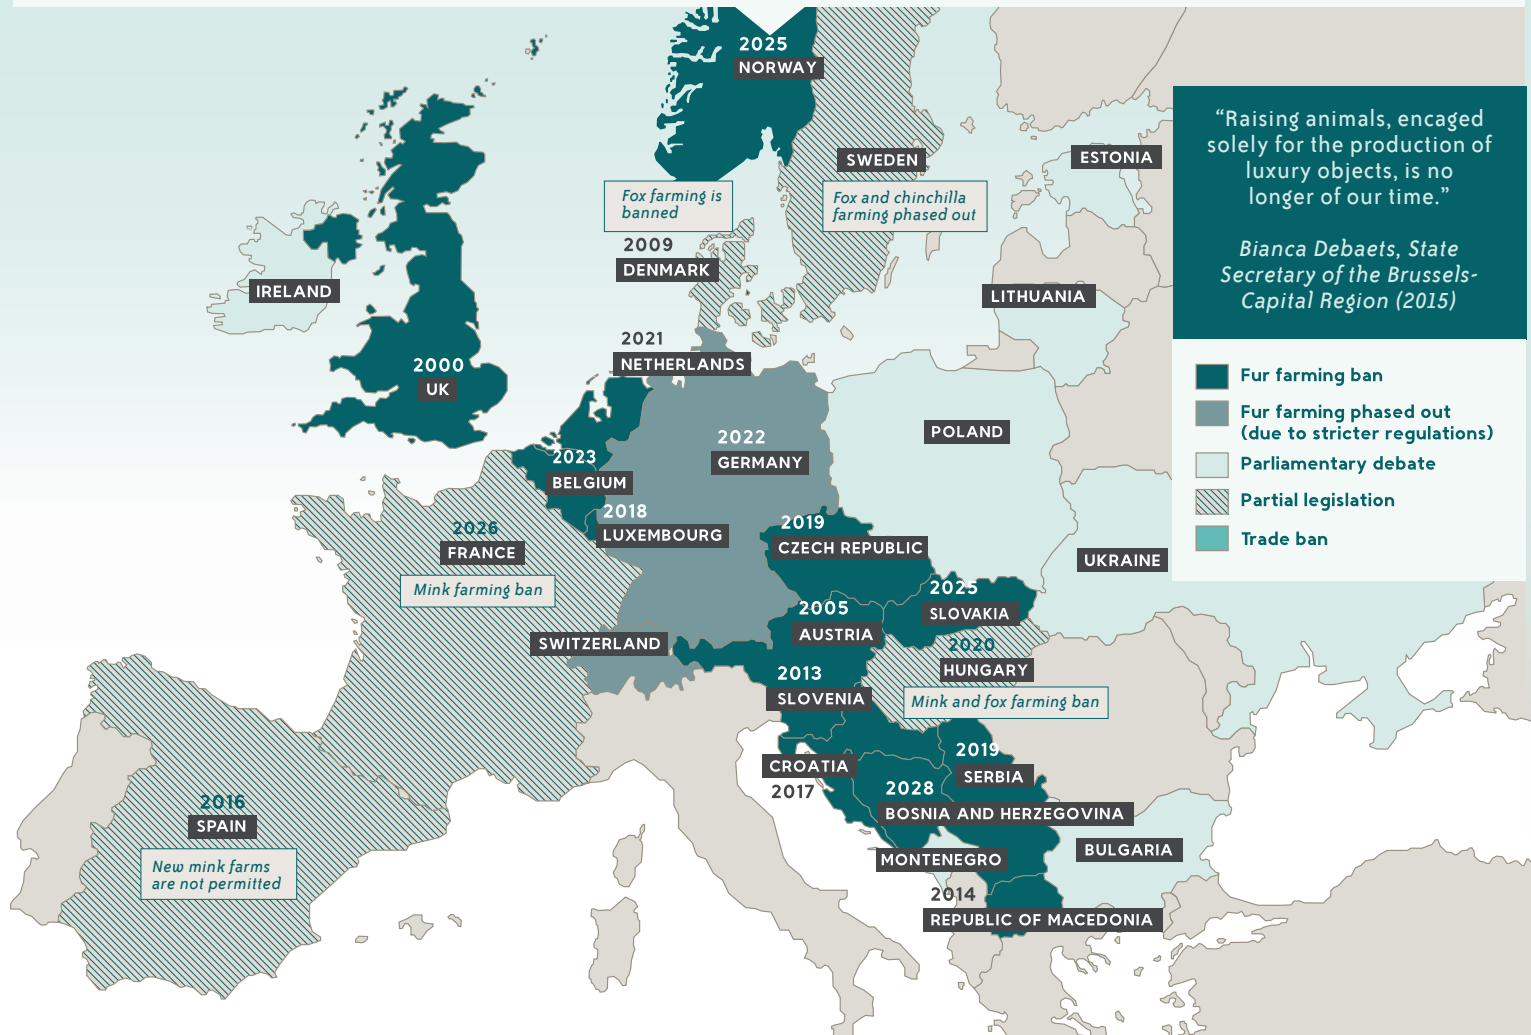 2025
NORWAY
SWEDEN
Fox and chinchilla
farming phased out
Fox farming is
banned
2009
DENMARK
ESTONIA
LITHUANIA
IRELAND
2000
UK
2021
NETHERLANDS
2023
BELGIUM
2018
LUXEMBOURG
2022
GERMANY
POLAND
2019
CZECH REPUBLIC
UKRAINE
2026
FRANCE
Mink farming ban
2025
SLOVAKIA
2005
AUSTRIA
SWITZERLAND
2020
HUNGARY
Mink and fox farming ban
2013
SLOVENIA
CROATIA
2017
2019
SERBIA
2028
BOSNIA AND HERZEGOVINA
MONTENEGRO
BULGARIA
2014
REPUBLIC OF MACEDONIA
2016
SPAIN
New mink farms
are not permitted
“Raising animals, encaged
solely for the production of
luxury objects, is no
longer of our time.”
Bianca Debaets, State
Secretary of the Brussels-
Capital Region (2015)
Fur farming ban
Fur farming phased out
(due to stricter regulations)
Parliamentary debate
Partial legislation
Trade ban